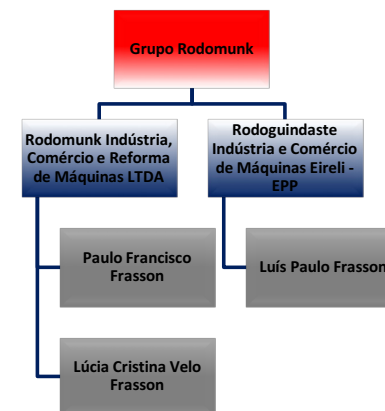 Grupo Rodomunk
Rodomunk Indústria,
Comércio e Reforma
de Máquinas LTDA
Rodoguindaste
Indústria e Comércio
de Máquinas Eireli -
EPP
Paulo Francisco
Frasson
Luís Paulo Frasson
Lúcia Cristina Velo
Frasson